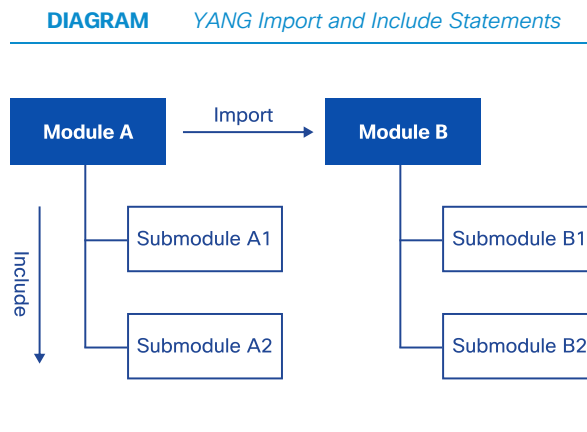 DIAGRAM YANG Import and Include Statements
Import
Module A
Module B
Include
Submodule A1
Submodule B1
Submodule A2
Submodule B2